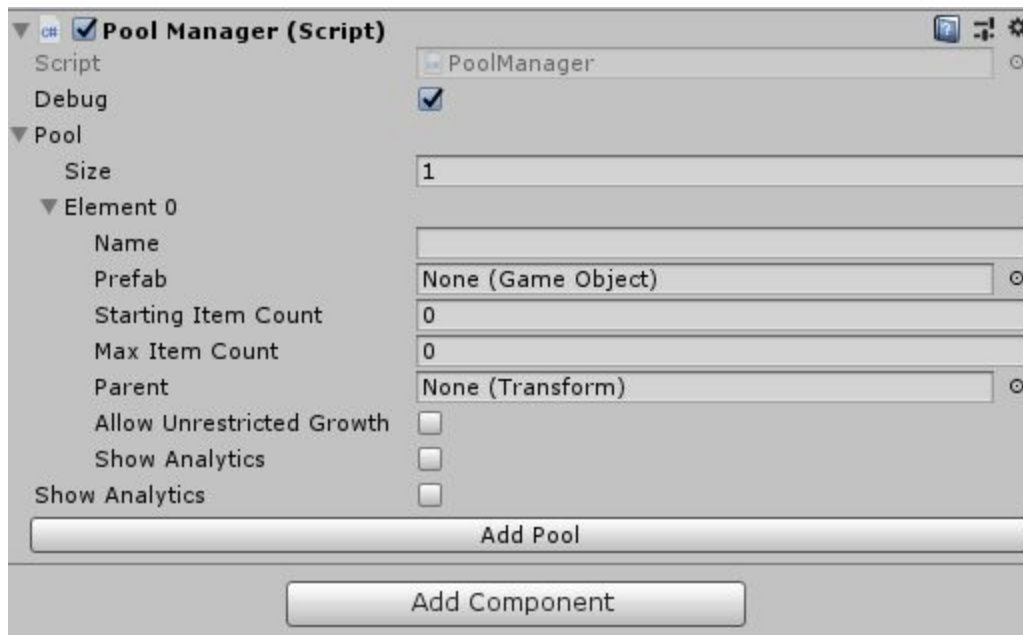 Pool Manager (Script)
Script PoolManager
Debug
Pool
Size 1
Element 0
Name
Prefab None (Game Object)
Starting Item Count 0
Max Item Count 0
Parent None (Transform)
Allow Unrestricted Growth
Show Analytics
Show Analytics
Add Pool
Add Component